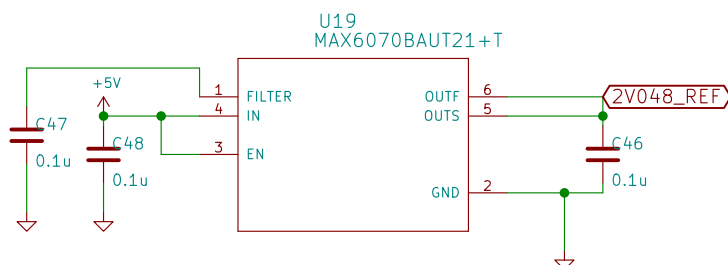 U19
MAX6070BAUT21+T
+5V
1 FILTER
4 IN
3 EN
OUTF 6
OUTS 5
GND 2
2V048_REF
C47
0.1u
C48
0.1u
C46
0.1u